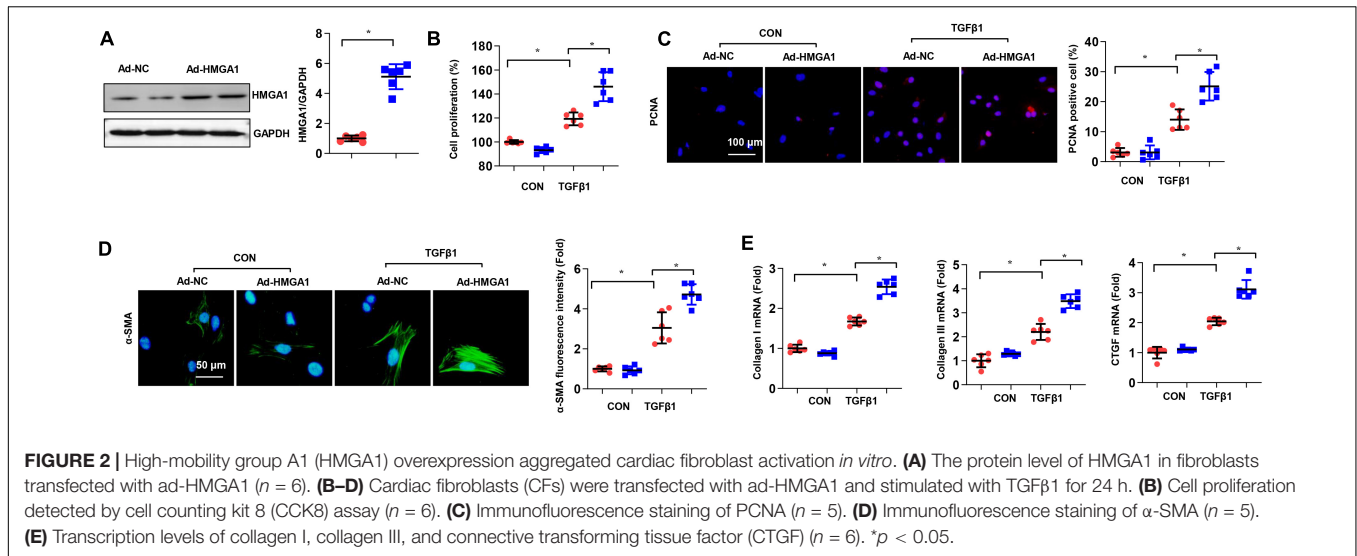 A
Ad-NC Ad-HMGA1
HMGA1
GAPDH
HMGA1/GAPDH
8
6
4
2
0
*
B
Cell proliferation (%)
180
160
140
120
100
80
* *
CON TGFβ1
C
CON TGFβ1
Ad-NC Ad-HMGA1 Ad-NC Ad-HMGA1
PCNA
100 μm
PCNA positive cell (%)
40
30
20
10
0
* *
CON TGFβ1
D
CON TGFβ1
Ad-NC Ad-HMGA1 Ad-NC Ad-HMGA1
α-SMA
50 μm
α-SMA fluorescence intensity (Fold)
6
4
2
0
* *
CON TGFβ1
E
Collagen I mRNA (Fold)
3
2
1
0
* *
CON TGFβ1
Collagen III mRNA (Fold)
5
4
3
2
1
0
* *
CON TGFβ1
CTGF mRNA (Fold)
4
3
2
1
0
* *
CON TGFβ1
FIGURE 2 | High-mobility group A1 (HMGA1) overexpression aggregated cardiac fibroblast activation in vitro. (A) The protein level of HMGA1 in fibroblasts
transfected with ad-HMGA1 (n = 6). (B–D) Cardiac fibroblasts (CFs) were transfected with ad-HMGA1 and stimulated with TGFβ1 for 24 h. (B) Cell proliferation
detected by cell counting kit 8 (CCK8) assay (n = 6). (C) Immunofluorescence staining of PCNA (n = 5). (D) Immunofluorescence staining of α-SMA (n = 5).
(E) Transcription levels of collagen I, collagen III, and connective transforming tissue factor (CTGF) (n = 6). *p < 0.05.